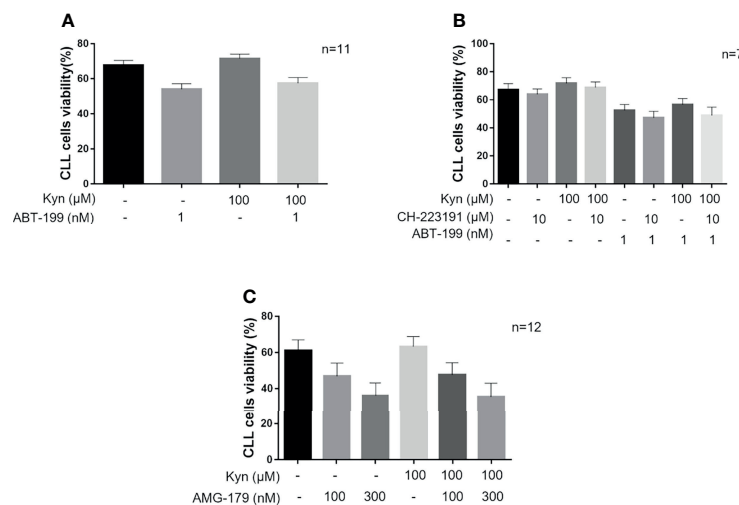 A
CLL cells viability(%)
80
60
40
20
0
n=11
Kyn (µM) - - 100 100
ABT-199 (nM) - 1 - 1
B
CLL cells viability (%)
100
80
60
40
20
0
n=7
Kyn (µM) - - 100 100 - - 100 100
CH-223191 (µM) - 10 - 10 - 10 - 10
ABT-199 (nM) - - - - 1 1 1 1
C
CLL cells viability (%)
80
60
40
20
0
n=12
Kyn (µM) - - - 100 100 100
AMG-179 (nM) - 100 300 - 100 300